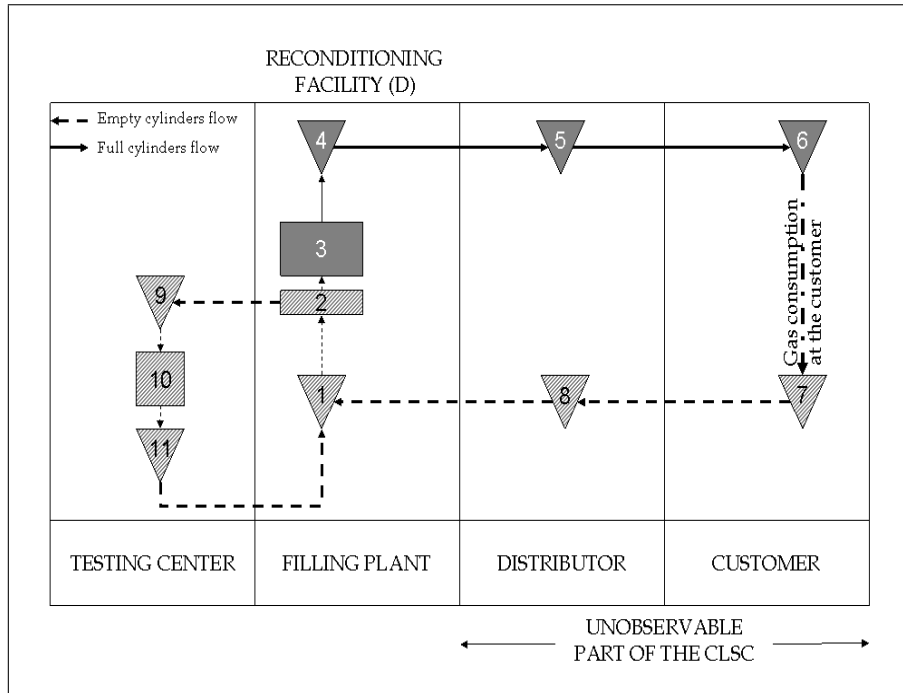 RECONDITIONING
FACILITY (D)
Empty cylinders flow
Full cylinders flow
4
5
6
3
Gas consumption
at the customer
9
2
10
1
8
7
11
TESTING CENTER
FILLING PLANT
DISTRIBUTOR
CUSTOMER
UNOBSERVABLE
PART OF THE CLSC